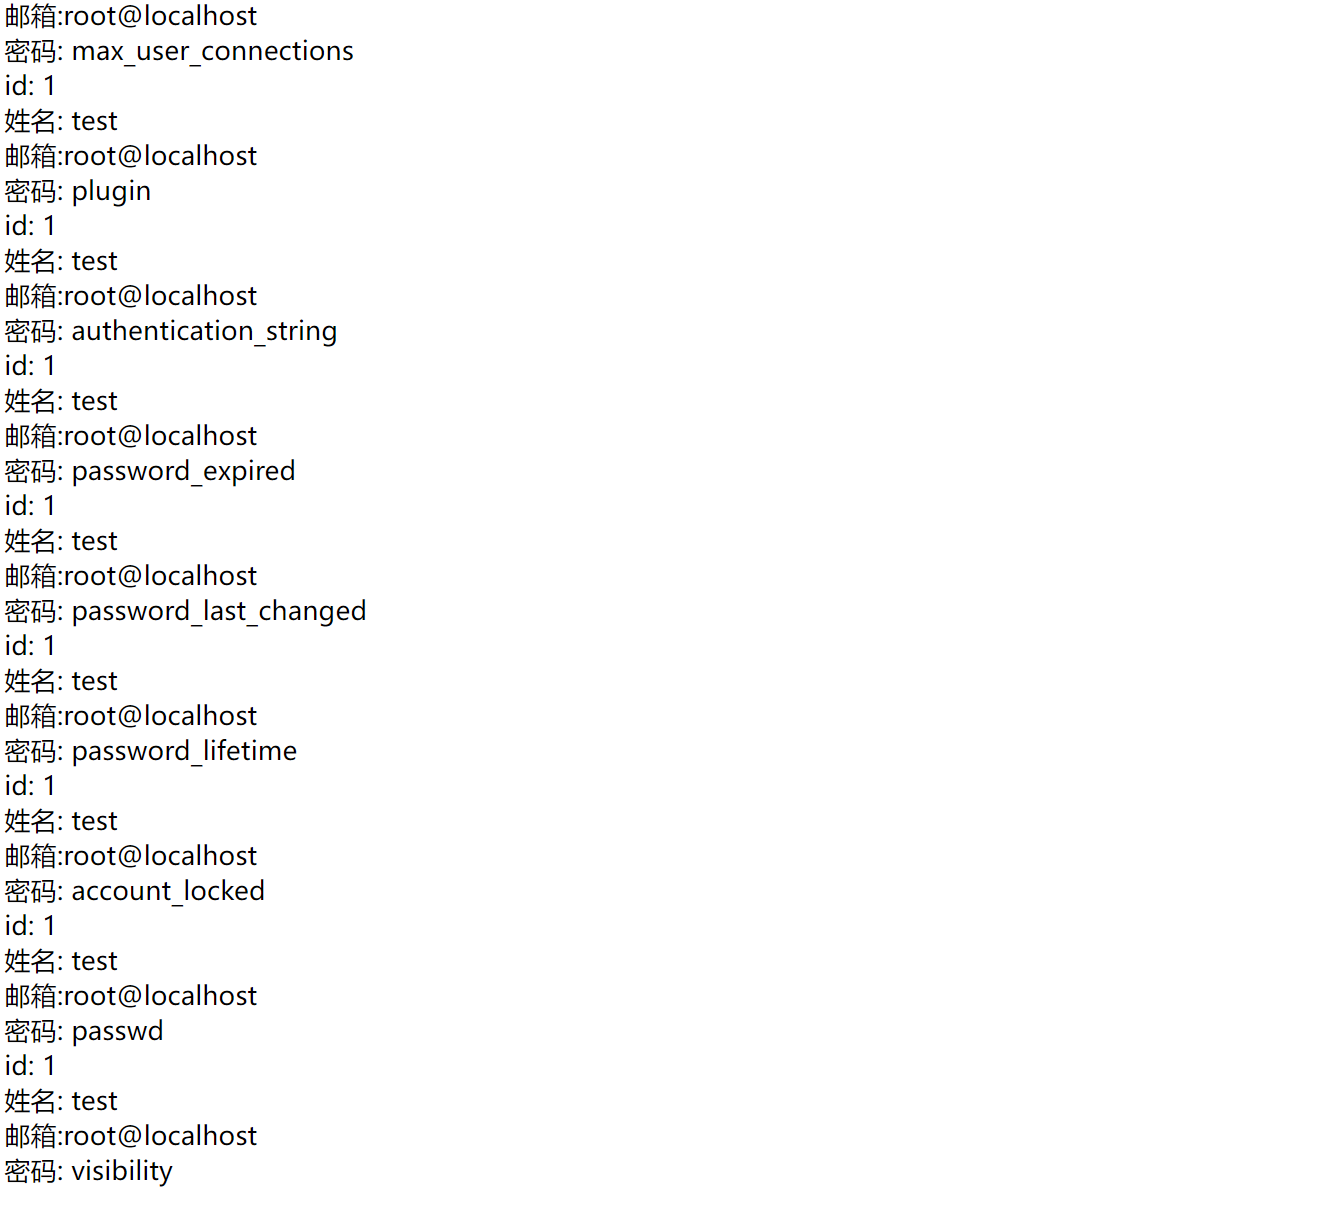 邮箱:root@localhost
密码: max_user_connections
id: 1
姓名: test
邮箱:root@localhost
密码: plugin
id: 1
姓名: test
邮箱:root@localhost
密码: authentication_string
id: 1
姓名: test
邮箱:root@localhost
密码: password_expired
id: 1
姓名: test
邮箱:root@localhost
密码: password_last_changed
id: 1
姓名: test
邮箱:root@localhost
密码: password_lifetime
id: 1
姓名: test
邮箱:root@localhost
密码: account_locked
id: 1
姓名: test
邮箱:root@localhost
密码: passwd
id: 1
姓名: test
邮箱:root@localhost
密码: visibility